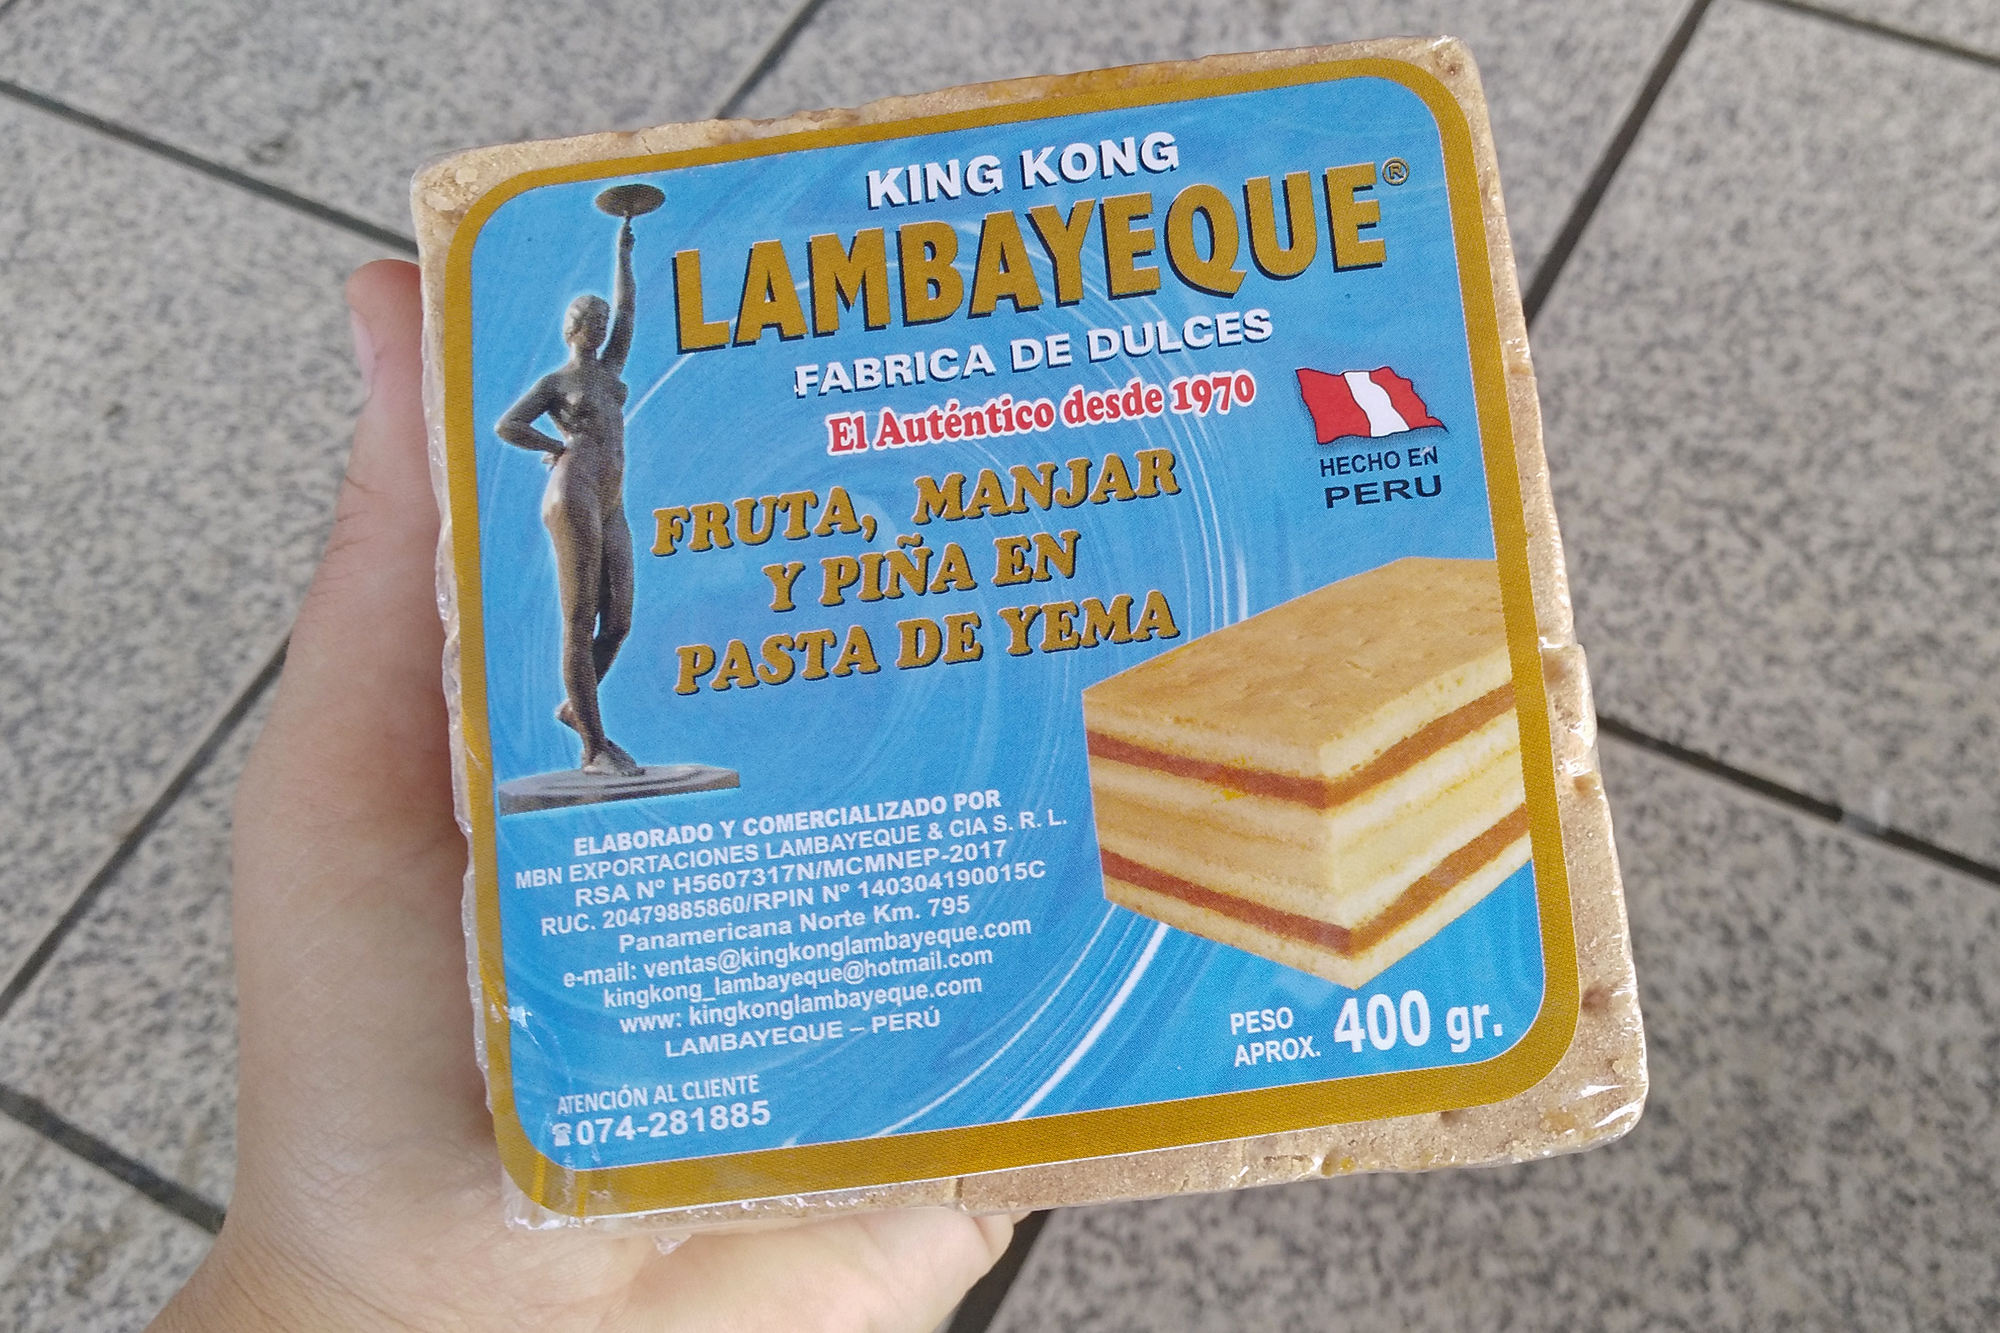 KING KONG
LAMBAYEQUE®
FABRICA DE DULCES
El Auténtico desde 1970
HECHO EN
PERU
FRUTA, MANJAR
Y PIÑA EN
PASTA DE YEMA
ELABORADO Y COMERCIALIZADO POR
MBN EXPORTACIONES LAMBAYEQUE & CIA S. R. L.
RSA Nº H5607317N/MCMNEP-2017
RUC. 20479885860/RPIN Nº 140304190015C
Panamericana Norte Km. 795
e-mail: ventas@kingkonglambayeque.com
kingkong_lambayeque@hotmail.com
www: kingkonglambayeque.com
LAMBAYEQUE – PERÚ
ATENCIÓN AL CLIENTE
☎074-281885
PESO
APROX. 400 gr.